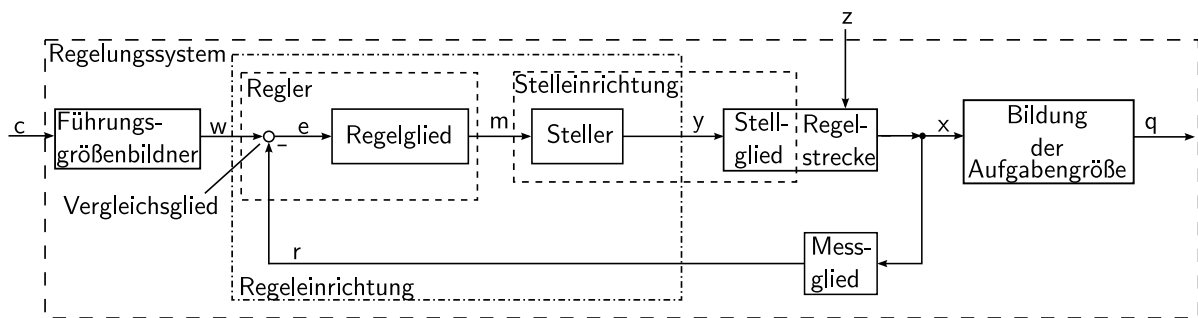 z
Regelungssystem
Regler
Stelleinrichtung
c
Führungs-
größenbildner
w
e
–
Regelglied
m
Steller
y
Stell-
glied
Regel-
strecke
x
Bildung
der
Aufgabengröße
q
Vergleichsglied
r
Mess-
glied
Regeleinrichtung